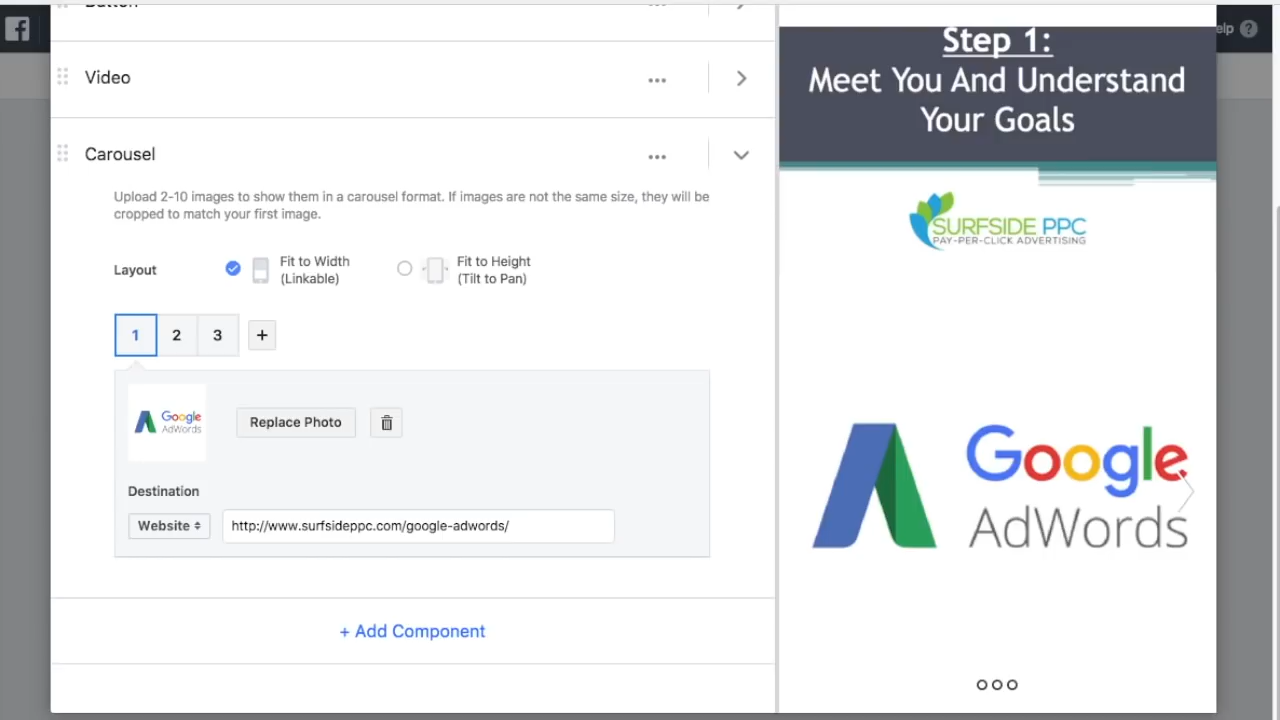 Button
Video
Carousel
Upload 2-10 images to show them in a carousel format. If images are not the same size, they will be
cropped to match your first image.
Layout
Fit to Width
(Linkable)
Fit to Height
(Tilt to Pan)
1 2 3 +
Google
AdWords
Replace Photo
Destination
Website
http://www.surfsideppc.com/google-adwords/
+ Add Component
Step 1:
Meet You And Understand
Your Goals
SURFSIDE PPC
PAY-PER-CLICK ADVERTISING
Google
AdWords
elp ?